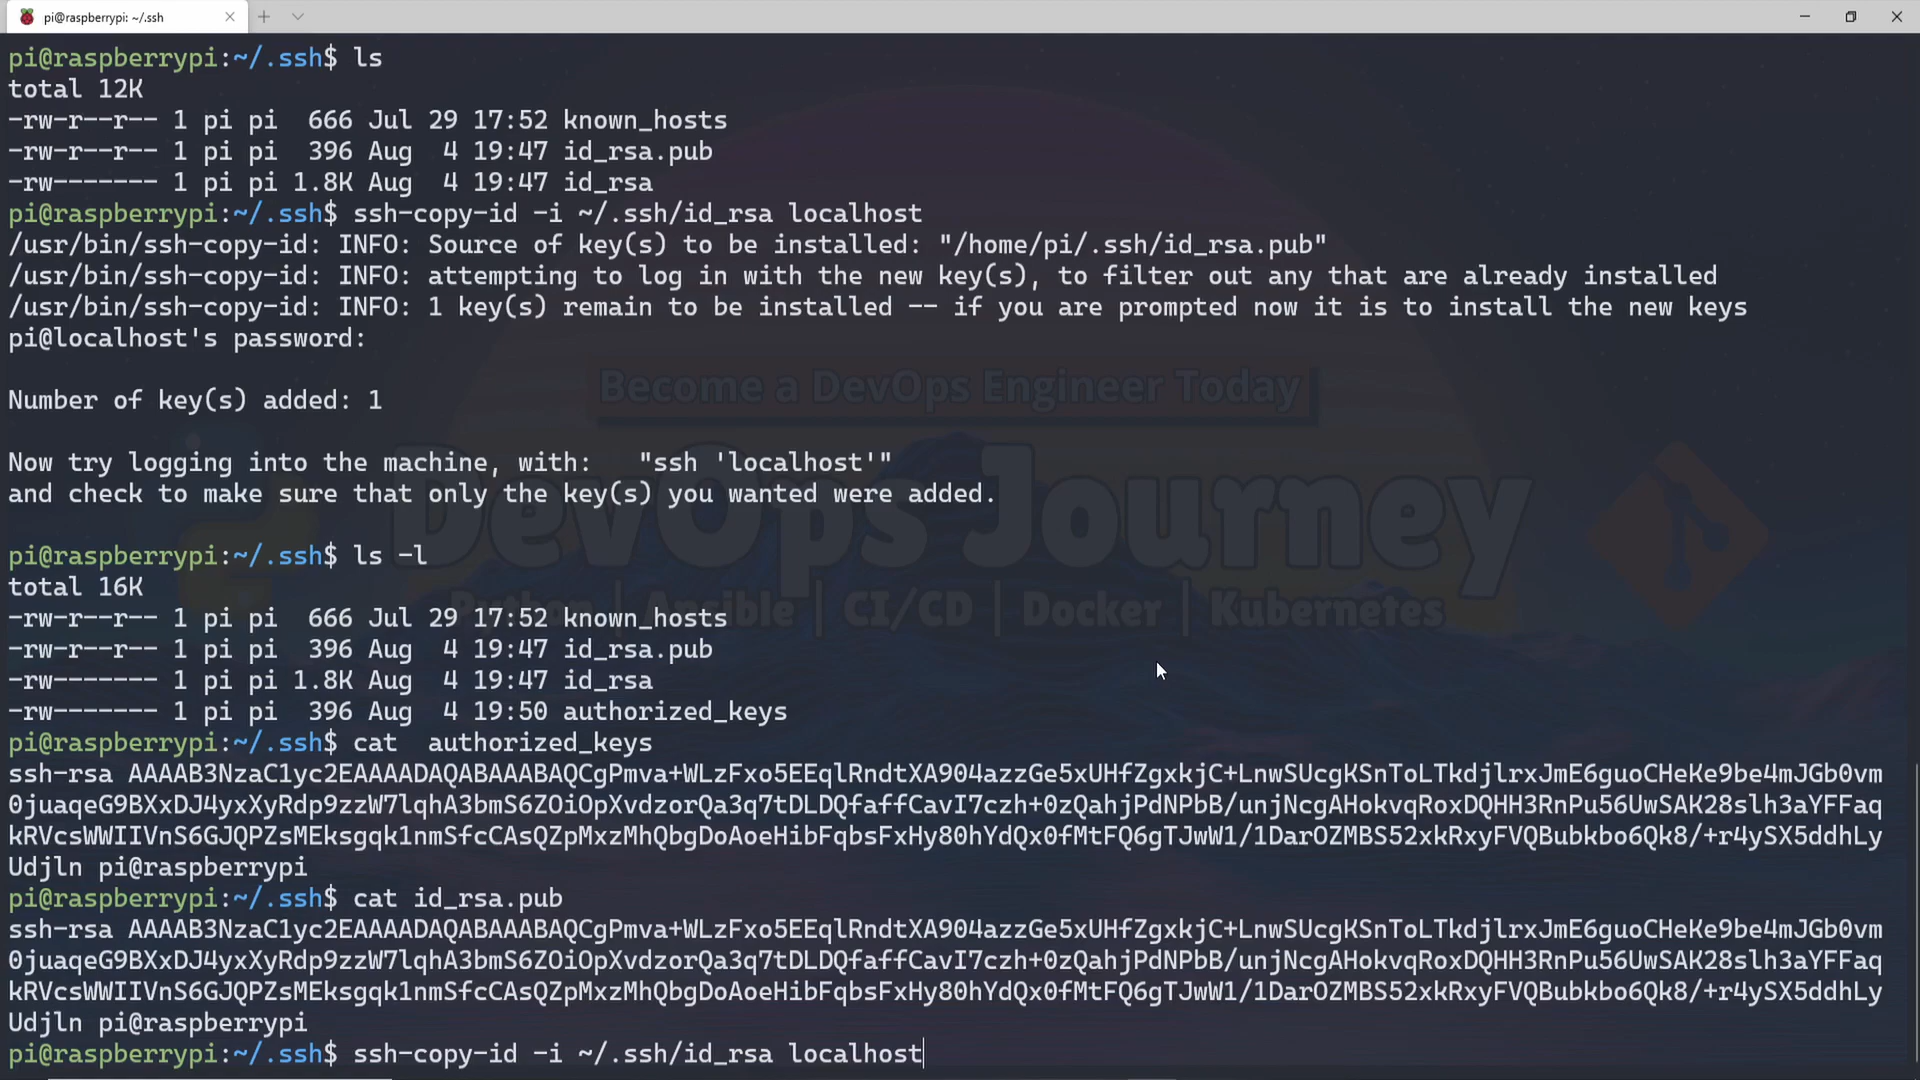 pi@raspberrypi: ~/.ssh
pi@raspberrypi:~/.ssh$ ls
total 12K
-rw-r--r-- 1 pi pi  666 Jul 29 17:52 known_hosts
-rw-r--r-- 1 pi pi  396 Aug  4 19:47 id_rsa.pub
-rw------- 1 pi pi 1.8K Aug  4 19:47 id_rsa
pi@raspberrypi:~/.ssh$ ssh-copy-id -i ~/.ssh/id_rsa localhost
/usr/bin/ssh-copy-id: INFO: Source of key(s) to be installed: "/home/pi/.ssh/id_rsa.pub"
/usr/bin/ssh-copy-id: INFO: attempting to log in with the new key(s), to filter out any that are already installed
/usr/bin/ssh-copy-id: INFO: 1 key(s) remain to be installed -- if you are prompted now it is to install the new keys
pi@localhost's password:
Become a DevOps Engineer Today
Number of key(s) added: 1
Now try logging into the machine, with:   "ssh 'localhost'"
and check to make sure that only the key(s) you wanted were added.
DevOps Journey
pi@raspberrypi:~/.ssh$ ls -l
total 16K
Python | Ansible | CI/CD | Docker | Kubernetes
-rw-r--r-- 1 pi pi  666 Jul 29 17:52 known_hosts
-rw-r--r-- 1 pi pi  396 Aug  4 19:47 id_rsa.pub
-rw------- 1 pi pi 1.8K Aug  4 19:47 id_rsa
-rw------- 1 pi pi  396 Aug  4 19:50 authorized_keys
pi@raspberrypi:~/.ssh$ cat  authorized_keys
ssh-rsa AAAAB3NzaC1yc2EAAAADAQABAAABAQCgPmva+WLzFxo5EEqlRndtXA904azzGe5xUHfZgxkjC+LnwSUcgKSnToLTkdjlrxJmE6guoCHeKe9be4mJGb0vm
0juaqeG9BXxDJ4yxXyRdp9zzW7lqhA3bmS6ZOiOpXvdzorQa3q7tDLDQfaffCavI7czh+0zQahjPdNPbB/unjNcgAHokvqRoxDQHH3RnPu56UwSAK28slh3aYFFaq
kRVcsWWIIVnS6GJQPZsMEksgqk1nmSfcCAsQZpMxzMhQbgDoAoeHibFqbsFxHy80hYdQx0fMtFQ6gTJwW1/1DarOZMBS52xkRxyFVQBubkbo6Qk8/+r4ySX5ddhLy
Udjln pi@raspberrypi
pi@raspberrypi:~/.ssh$ cat id_rsa.pub
ssh-rsa AAAAB3NzaC1yc2EAAAADAQABAAABAQCgPmva+WLzFxo5EEqlRndtXA904azzGe5xUHfZgxkjC+LnwSUcgKSnToLTkdjlrxJmE6guoCHeKe9be4mJGb0vm
0juaqeG9BXxDJ4yxXyRdp9zzW7lqhA3bmS6ZOiOpXvdzorQa3q7tDLDQfaffCavI7czh+0zQahjPdNPbB/unjNcgAHokvqRoxDQHH3RnPu56UwSAK28slh3aYFFaq
kRVcsWWIIVnS6GJQPZsMEksgqk1nmSfcCAsQZpMxzMhQbgDoAoeHibFqbsFxHy80hYdQx0fMtFQ6gTJwW1/1DarOZMBS52xkRxyFVQBubkbo6Qk8/+r4ySX5ddhLy
Udjln pi@raspberrypi
pi@raspberrypi:~/.ssh$ ssh-copy-id -i ~/.ssh/id_rsa localhost